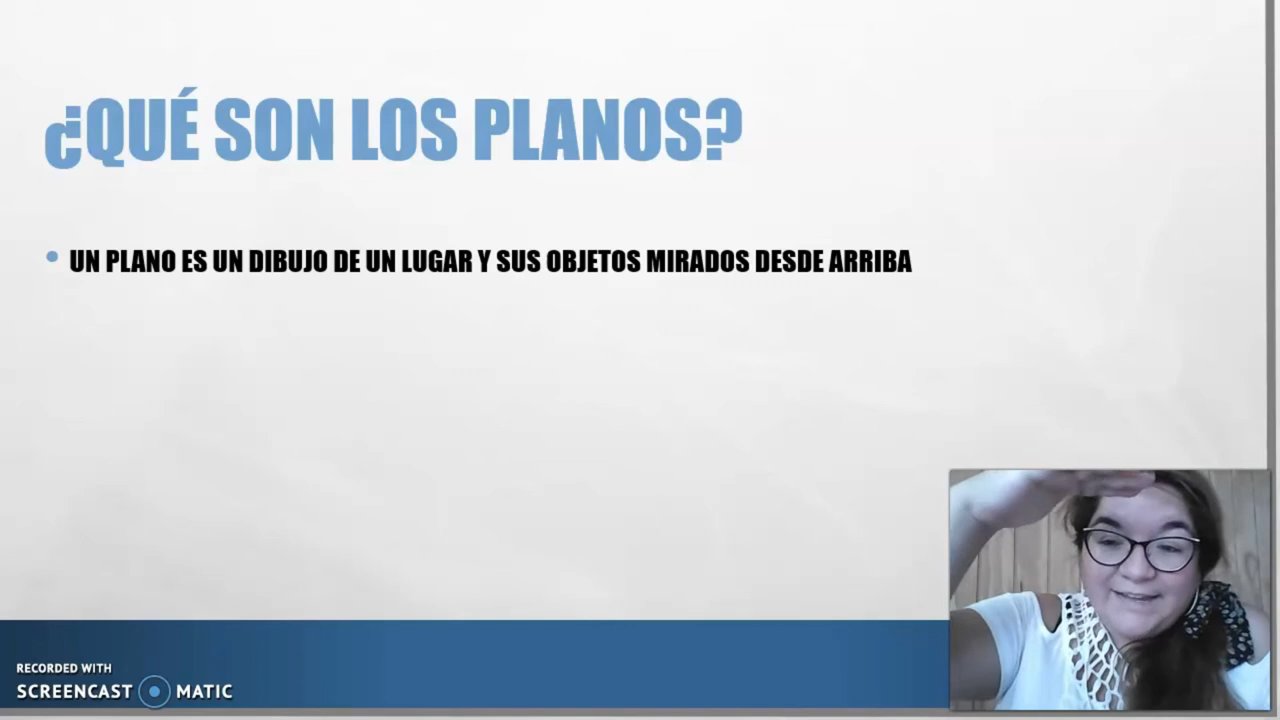 ¿QUÉ SON LOS PLANOS?
UN PLANO ES UN DIBUJO DE UN LUGAR Y SUS OBJETOS MIRADOS DESDE ARRIBA
RECORDED WITH
SCREENCAST MATIC